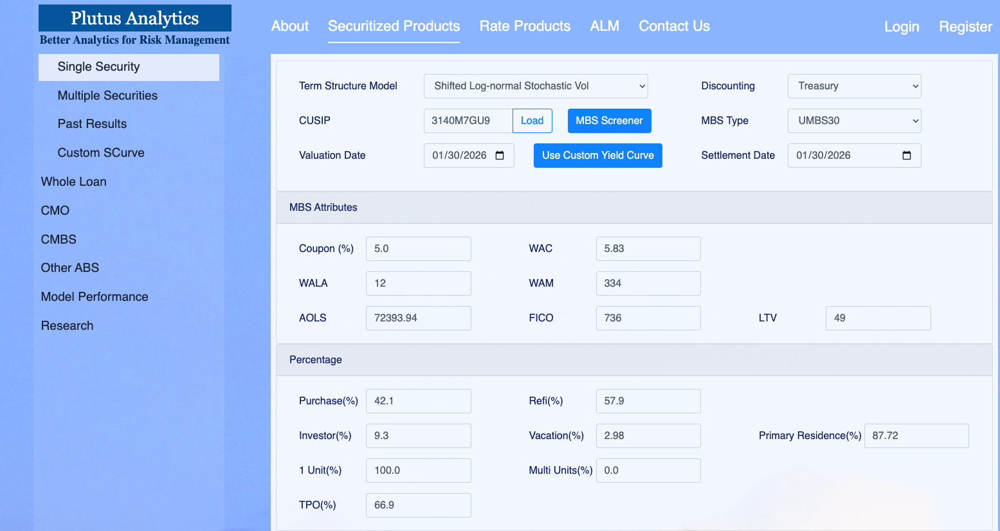 Plutus Analytics
Better Analytics for Risk Management
About Securitized Products Rate Products ALM Contact Us Login Register
Single Security
Multiple Securities
Past Results
Custom SCurve
Whole Loan
CMO
CMBS
Other ABS
Model Performance
Research
Term Structure Model Shifted Log-normal Stochastic Vol Discounting Treasury
CUSIP 3140M7GU9 Load MBS Screener MBS Type UMBS30
Valuation Date 01/30/2026 Use Custom Yield Curve Settlement Date 01/30/2026
MBS Attributes
Coupon (%) 5.0 WAC 5.83
WALA 12 WAM 334
AOLS 72393.94 FICO 736 LTV 49
Percentage
Purchase(%) 42.1 Refi(%) 57.9
Investor(%) 9.3 Vacation(%) 2.98 Primary Residence(%) 87.72
1 Unit(%) 100.0 Multi Units(%) 0.0
TPO(%) 66.9